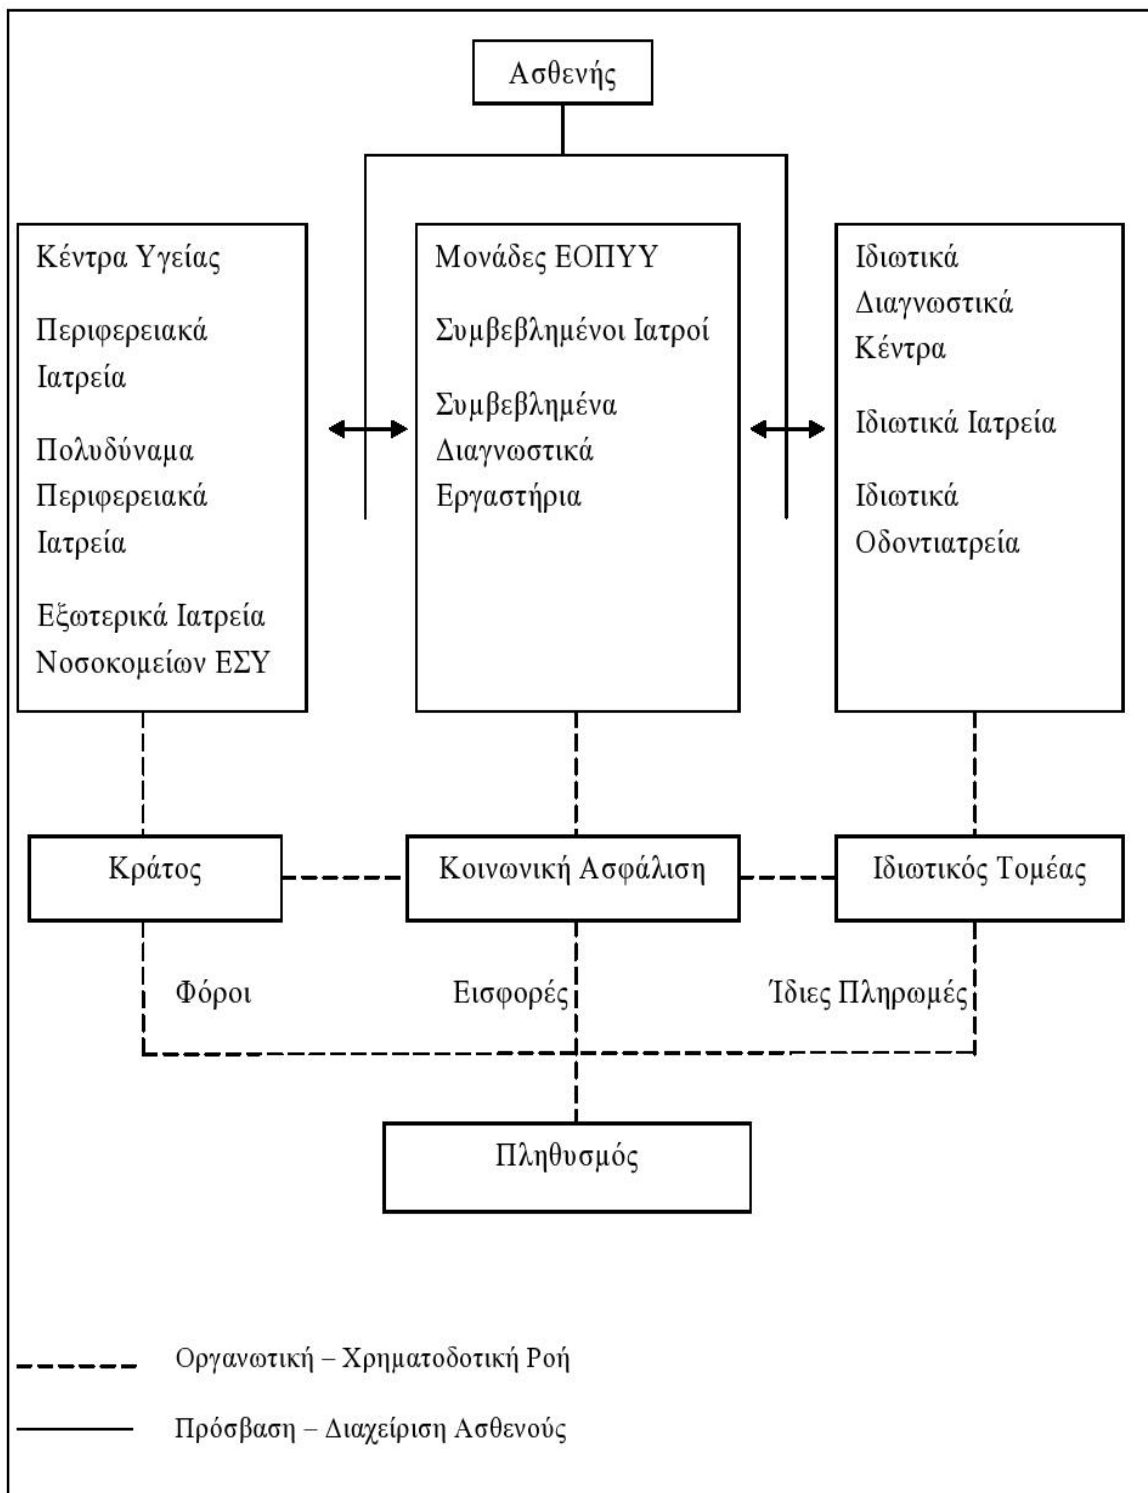 Ασθενής
Κέντρα Υγείας
Περιφερειακά
Ιατρεία
Πολυδύναμα
Περιφερειακά
Ιατρεία
Εξωτερικά Ιατρεία
Νοσοκομείων ΕΣΥ
Μονάδες ΕΟΠΥΥ
Συμβεβλημένοι Ιατροί
Συμβεβλημένα
Διαγνωστικά
Εργαστήρια
Ιδιωτικά
Διαγνωστικά
Κέντρα
Ιδιωτικά Ιατρεία
Ιδιωτικά
Οδοντιατρεία
Κράτος
Κοινωνική Ασφάλιση
Ιδιωτικός Τομέας
Φόροι
Εισφορές
Ίδιες Πληρωμές
Πληθυσμός
Οργανωτική – Χρηματοδοτική Ροή
Πρόσβαση – Διαχείριση Ασθενούς